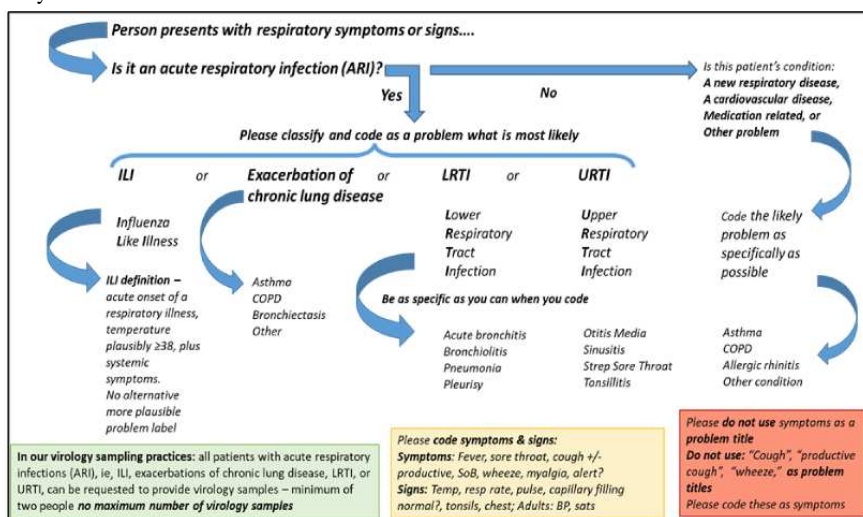 Person presents with respiratory symptoms or signs....
Is it an acute respiratory infection (ARI)?
Yes
No
Is this patient's condition:
A new respiratory disease,
A cardiovascular disease,
Medication related, or
Other problem
Please classify and code as a problem what is most likely
ILI or Exacerbation of chronic lung disease or LRTI or URTI
Influenza
Like Illness
Lower
Respiratory
Tract
Infection
Upper
Respiratory
Tract
Infection
Code the likely
problem as
specifically as
possible
ILI definition –
acute onset of a
respiratory illness,
temperature
plausibly ≥38, plus
systemic
symptoms.
No alternative
more plausible
problem label
Asthma
COPD
Bronchiectasis
Other
Be as specific as you can when you code
Acute bronchitis
Bronchiolitis
Pneumonia
Pleurisy
Otitis Media
Sinusitis
Strep Sore Throat
Tonsillitis
Asthma
COPD
Allergic rhinitis
Other condition
In our virology sampling practices: all patients with acute respiratory
infections (ARI), ie, ILI, exacerbations of chronic lung disease, LRTI, or
URTI, can be requested to provide virology samples – minimum of
two people no maximum number of virology samples
Please code symptoms & signs:
Symptoms: Fever, sore throat, cough +/-
productive, SoB, wheeze, myalgia, alert?
Signs: Temp, resp rate, pulse, capillary filling
normal?, tonsils, chest; Adults: BP, sats
Please do not use symptoms as a
problem title
Do not use: "Cough", "productive
cough", "wheeze," as problem
titles
Please code these as symptoms